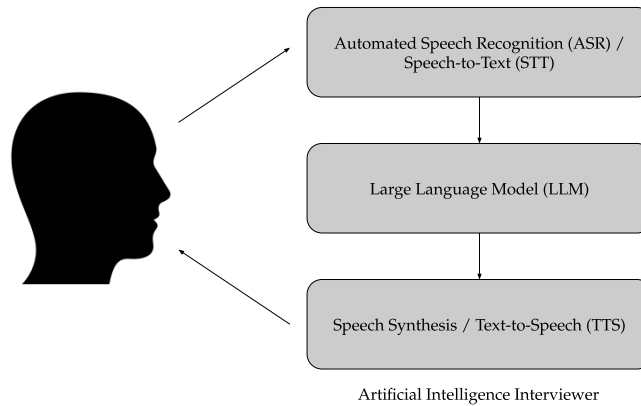 Automated Speech Recognition (ASR) /
Speech-to-Text (STT)
Large Language Model (LLM)
Speech Synthesis / Text-to-Speech (TTS)
Artificial Intelligence Interviewer